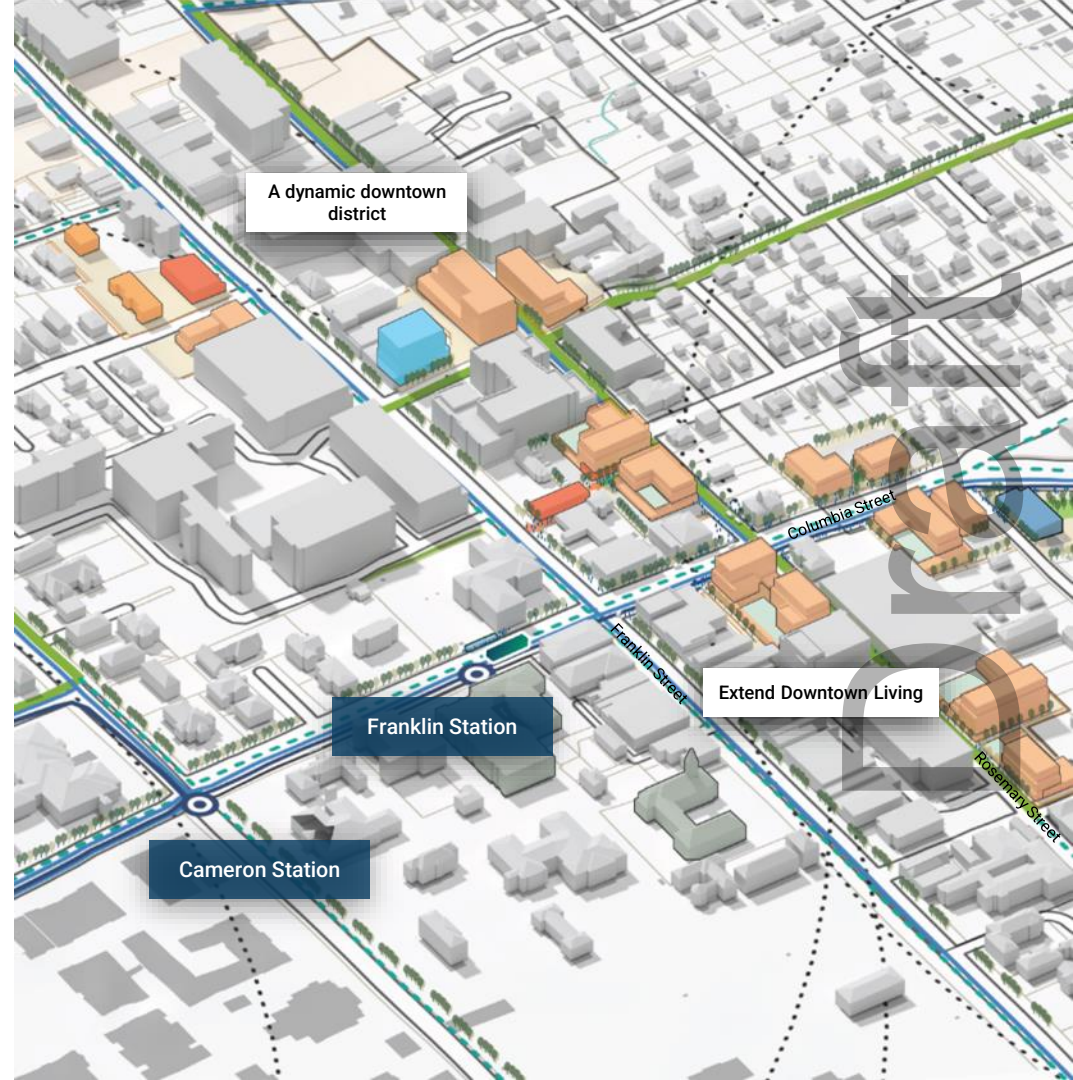 A dynamic downtown
district
Columbia Street
Franklin Street
Extend Downtown Living
Franklin Station
Rosemary Street
Cameron Station
Draft